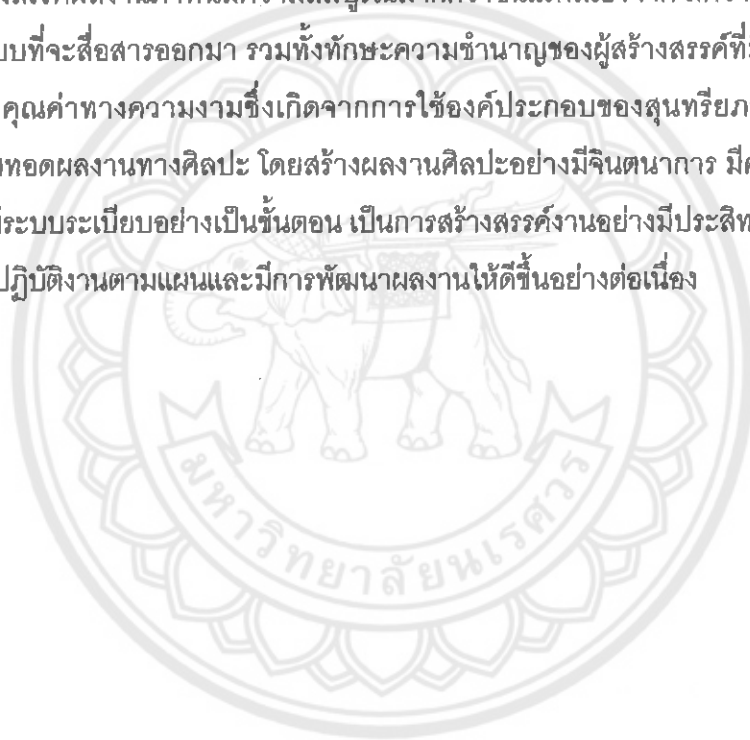 แบบที่จะสื่อสารออกมา รวมทั้งทักษะความชำนาญของผู้สร้างสรรค์ที่
คุณค่าทางความงามซึ่งเกิดจากการใช้องค์ประกอบของสุนทรียภ
ทอดผลงานทางศิลปะ โดยสร้างผลงานศิลปะอย่างมีจินตนาการ มี
ระบบระเบียบอย่างเป็นขั้นตอน เป็นการสร้างสรรค์งานอย่างมีประสิท
ปฏิบัติงานตามแผนและมีการพัฒนาผลงานให้ดีขึ้นอย่างต่อเนื่อง
มหาวิทยาลัยนเรศวร